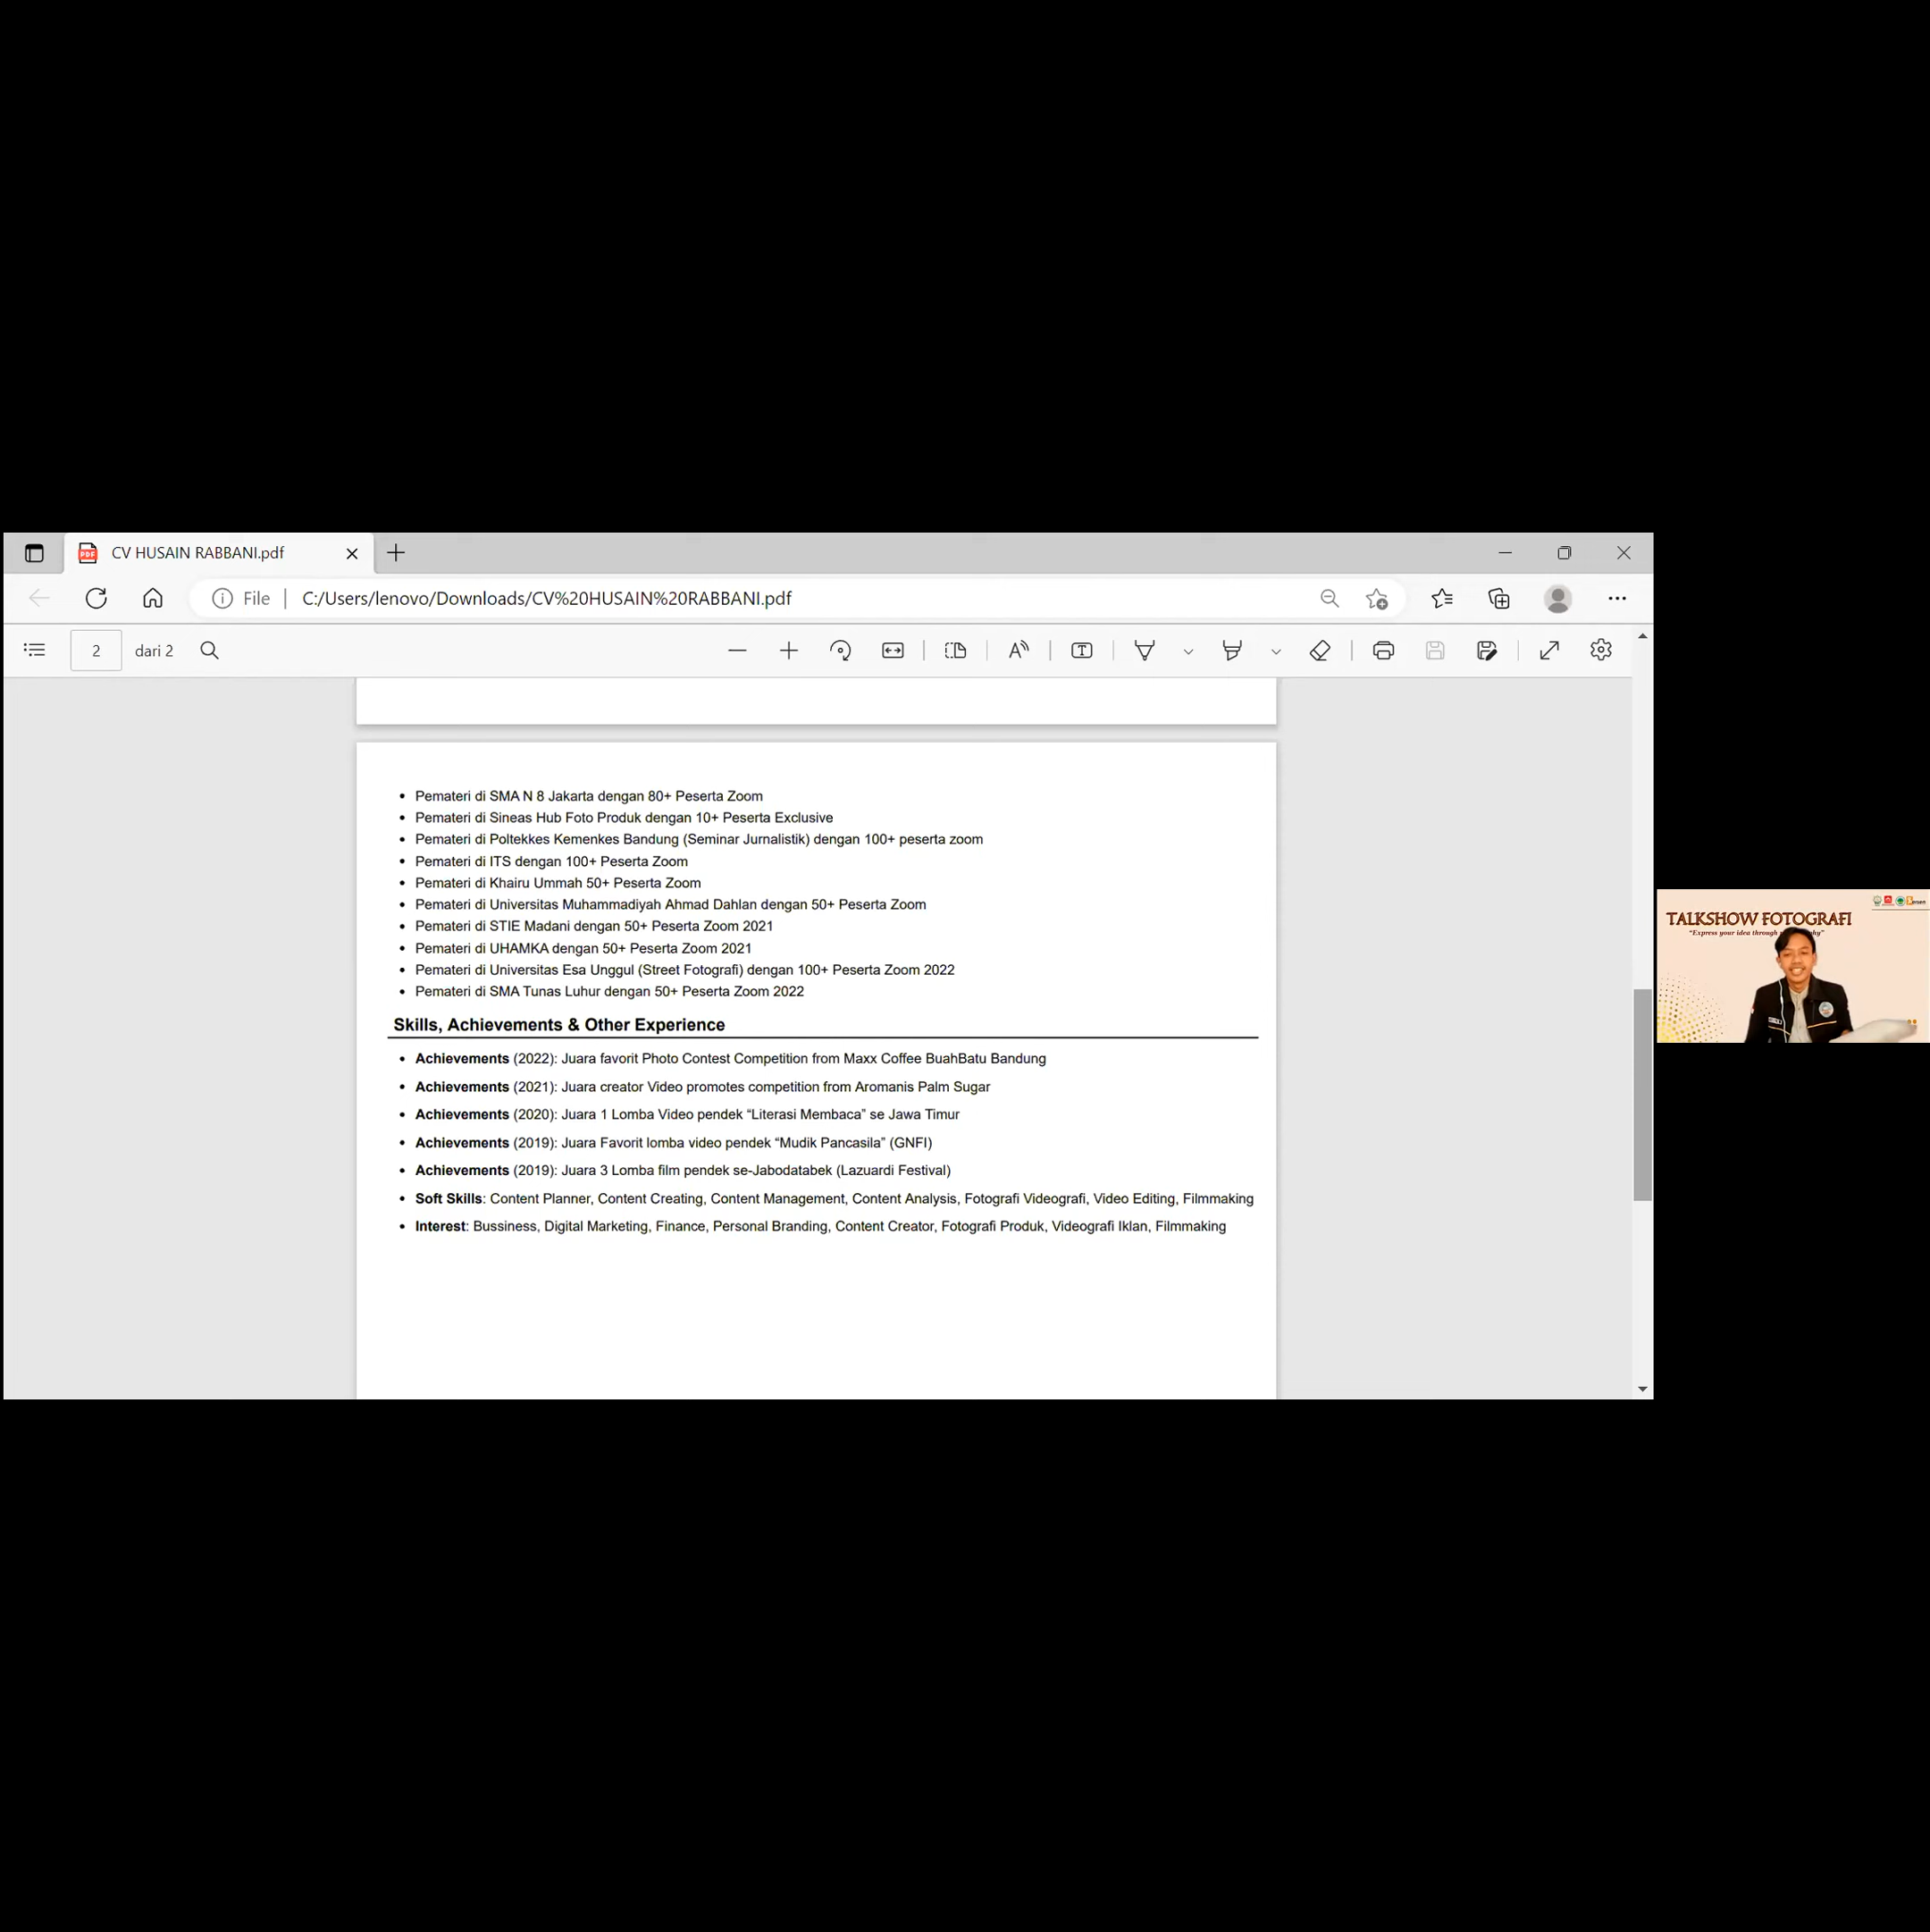 CV HUSAIN RABBANI.pdf
File
C:/Users/lenovo/Downloads/CV%20HUSAIN%20RABBANI.pdf
2 dari 2
• Pemateri di SMA N 8 Jakarta dengan 80+ Peserta Zoom
• Pemateri di Sineas Hub Foto Produk dengan 10+ Peserta Exclusive
• Pemateri di Poltekkes Kemenkes Bandung (Seminar Jurnalistik) dengan 100+ peserta zoom
• Pemateri di ITS dengan 100+ Peserta Zoom
• Pemateri di Khairu Ummah 50+ Peserta Zoom
• Pemateri di Universitas Muhammadiyah Ahmad Dahlan dengan 50+ Peserta Zoom
• Pemateri di STIE Madani dengan 50+ Peserta Zoom 2021
• Pemateri di UHAMKA dengan 50+ Peserta Zoom 2021
• Pemateri di Universitas Esa Unggul (Street Fotografi) dengan 100+ Peserta Zoom 2022
• Pemateri di SMA Tunas Luhur dengan 50+ Peserta Zoom 2022
Skills, Achievements & Other Experience
• Achievements (2022): Juara favorit Photo Contest Competition from Maxx Coffee BuahBatu Bandung
• Achievements (2021): Juara creator Video promotes competition from Aromanis Palm Sugar
• Achievements (2020): Juara 1 Lomba Video pendek “Literasi Membaca” se Jawa Timur
• Achievements (2019): Juara Favorit lomba video pendek “Mudik Pancasila” (GNFI)
• Achievements (2019): Juara 3 Lomba film pendek se-Jabodatabek (Lazuardi Festival)
• Soft Skills: Content Planner, Content Creating, Content Management, Content Analysis, Fotografi Videografi, Video Editing, Filmmaking
• Interest: Bussiness, Digital Marketing, Finance, Personal Branding, Content Creator, Fotografi Produk, Videografi Iklan, Filmmaking
TALKSHOW FOTOGRAFI
“Express your idea through